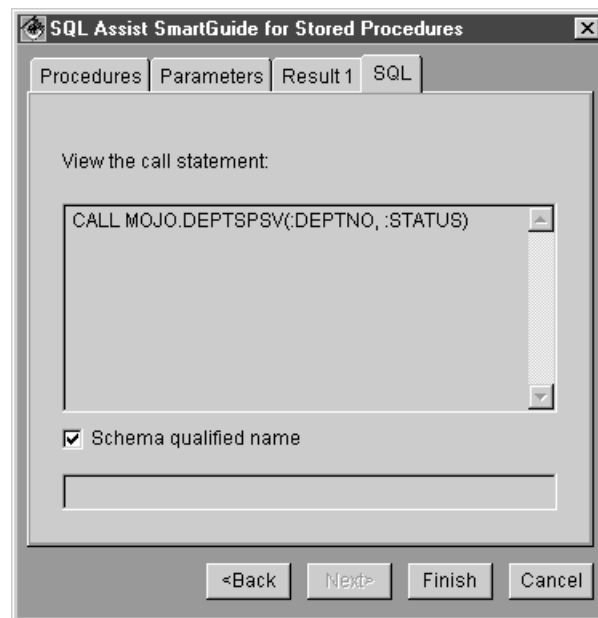 SQL Assist SmartGuide for Stored Procedures
Procedures Parameters Result 1 SQL
View the call statement:
CALL MOJO.DEPTSPSV(:DEPTNO, :STATUS)
Schema qualified name
<Back Next> Finish Cancel